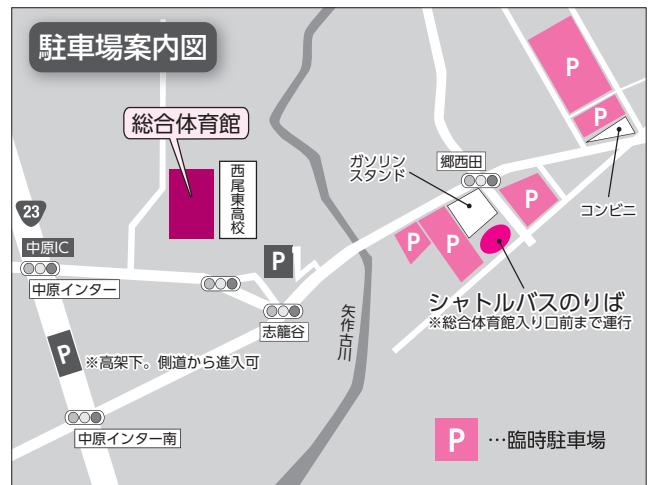 駐車場案内図
総合体育館
西尾東高校
ガソリン
スタンド
郷西田
P
P
コンビニ
P
P
P
23
中原IC
中原インター
P
志籠谷
矢作古川
シャトルバスのりば
※総合体育館入り口前まで運行
P
※高架下。側道から進入可
中原インター南
P
…臨時駐車場